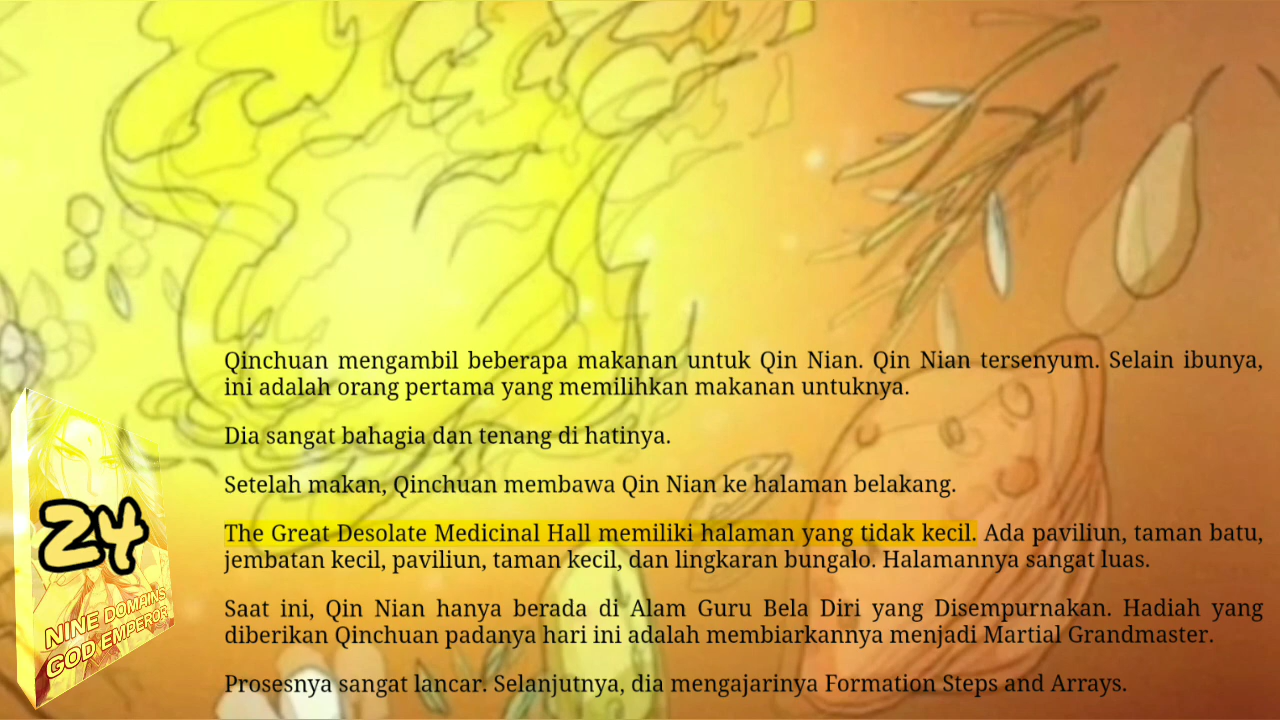 Qinchuan mengambil beberapa makanan untuk Qin Nian. Qin Nian tersenyum. Selain ibunya,
ini adalah orang pertama yang memilihkan makanan untuknya.
Dia sangat bahagia dan tenang di hatinya.
Setelah makan, Qinchuan membawa Qin Nian ke halaman belakang.
The Great Desolate Medicinal Hall memiliki halaman yang tidak kecil. Ada paviliun, taman batu,
jembatan kecil, paviliun, taman kecil, dan lingkaran bungalo. Halamannya sangat luas.
Saat ini, Qin Nian hanya berada di Alam Guru Bela Diri yang Disempurnakan. Hadiah yang
diberikan Qinchuan padanya hari ini adalah membiarkannya menjadi Martial Grandmaster.
Prosesnya sangat lancar. Selanjutnya, dia mengajarinya Formation Steps and Arrays.
24
NINE DOMAINS
GOD EMPEROR